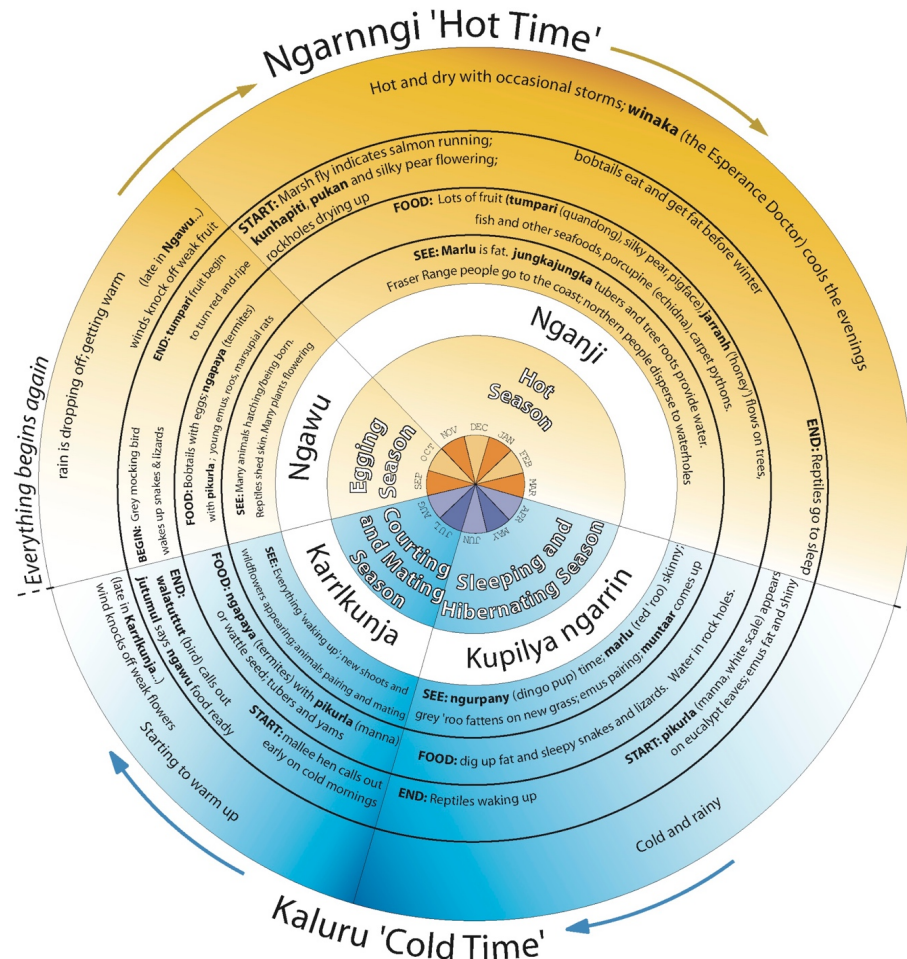 Ngarnngi 'Hot Time'
Hot and dry with occasional storms; winaka (the Esperance Doctor) cools the evenings
bobtails eat and get fat before winter
START: Marsh fly indicates salmon running;
kunhapiti, pukan and silky pear flowering;
rockholes drying up
FOOD: Lots of fruit (tumpari (quandong), silky pear, pigface), jarranh ('honey') flows on trees,
fish and other seafoods, porcupine (echidna), carpet pythons.
SEE: Marlu is fat. jungkajungka tubers and tree roots provide water.
Fraser Range people go to the coast; northern people disperse to waterholes
END: Reptiles go to sleep
Nganji
Hot
Season
Kupilya ngarrin
Sleeping and
Hibernating Season
SEE: ngurpany (dingo pup) time; marlu (red 'roo) skinny;
grey 'roo fattens on new grass; emus pairing; muntaar comes up
FOOD: dig up fat and sleepy snakes and lizards. Water in rock holes.
START: pikurla (manna, white scale) appears
on eucalypt leaves; emus fat and shiny
END: Reptiles waking up
Cold and rainy
Kaluru 'Cold Time'
Karrlkunja
Courting
and Mating
Season
SEE: Everything 'waking up'; new shoots and
wildflowers appearing; animals pairing and mating
FOOD: ngapaya (termites) with pikurla (manna)
or wattle seed; tubers and yams
START: mallee hen calls out
early on cold mornings
END:
walatuttut (bird) calls out
jutumul says ngawu food ready
(late in Karrlkunja...)
wind knocks off weak flowers
Starting to warm up
Everything begins again
Ngawu
Egging
Season
BEGIN: Grey mocking bird
wakes up snakes & lizards
FOOD: Bobtails with eggs; ngapaya (termites)
with pikurla; young emus, roos, marsupial rats
SEE: Many animals hatching/being born.
Reptiles shed skin. Many plants flowering
END: tumpari fruit begin
to turn red and ripe
(late in Ngawu...)
winds knock off weak fruit
rain is dropping off; getting warm
DEC
JAN
FEB
MAR
APR
MAY
JUN
JUL
AUG
SEP
OCT
NOV